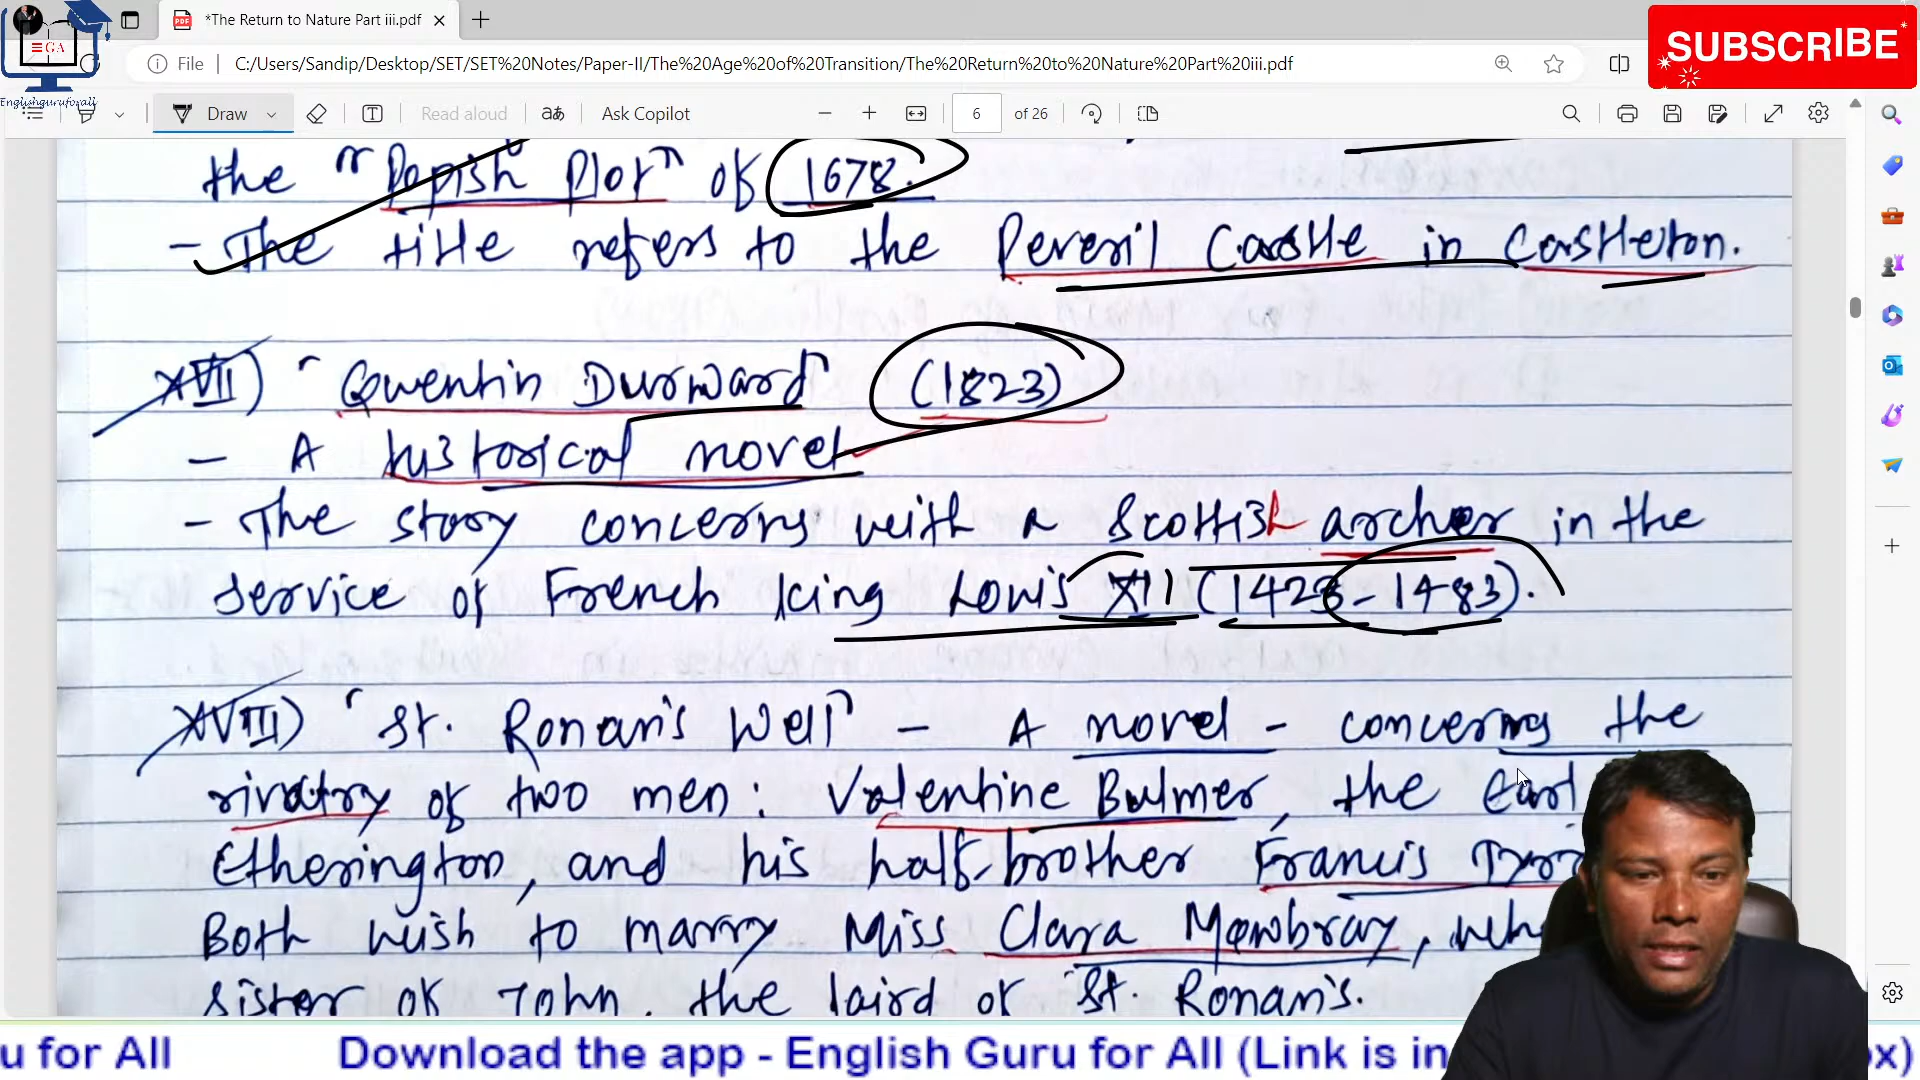 *The Return to Nature Part iii.pdf
SUBSCRIBE
EGA
Englishguruforall
File
C:/Users/Sandip/Desktop/SET/SET%20Notes/Paper-II/The%20Age%20of%20Transition/The%20Return%20to%20Nature%20Part%20iii.pdf
Draw
Read aloud
aあ
Ask Copilot
6 of 26
the "Popish Plot" of 1678.
- The title refers to the Peveril Castle in Castleton.
XVII) "Quentin Durward" (1823)
- A historical novel
- The story concerns with a Scottish archer in the
service of French King Louis XII (1423-1483).
XVIII) "St. Ronan's Well" - A novel - concerns the
rivalry of two men: Valentine Bulmer, the Earl
Etherington, and his half-brother Francis
Both wish to marry Miss Clara Mowbray,
sister of John, the laird of St. Ronan's.
u for All Download the app - English Guru for All (Link is in